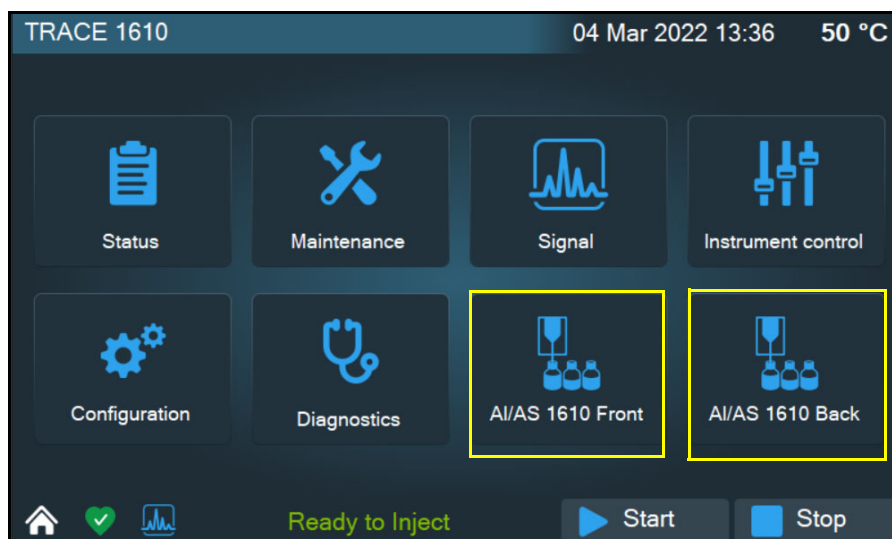 TRACE 1610 04 Mar 2022 13:36 50 °C
Status Maintenance Signal Instrument control
Configuration Diagnostics AI/AS 1610 Front AI/AS 1610 Back
Ready to Inject Start Stop